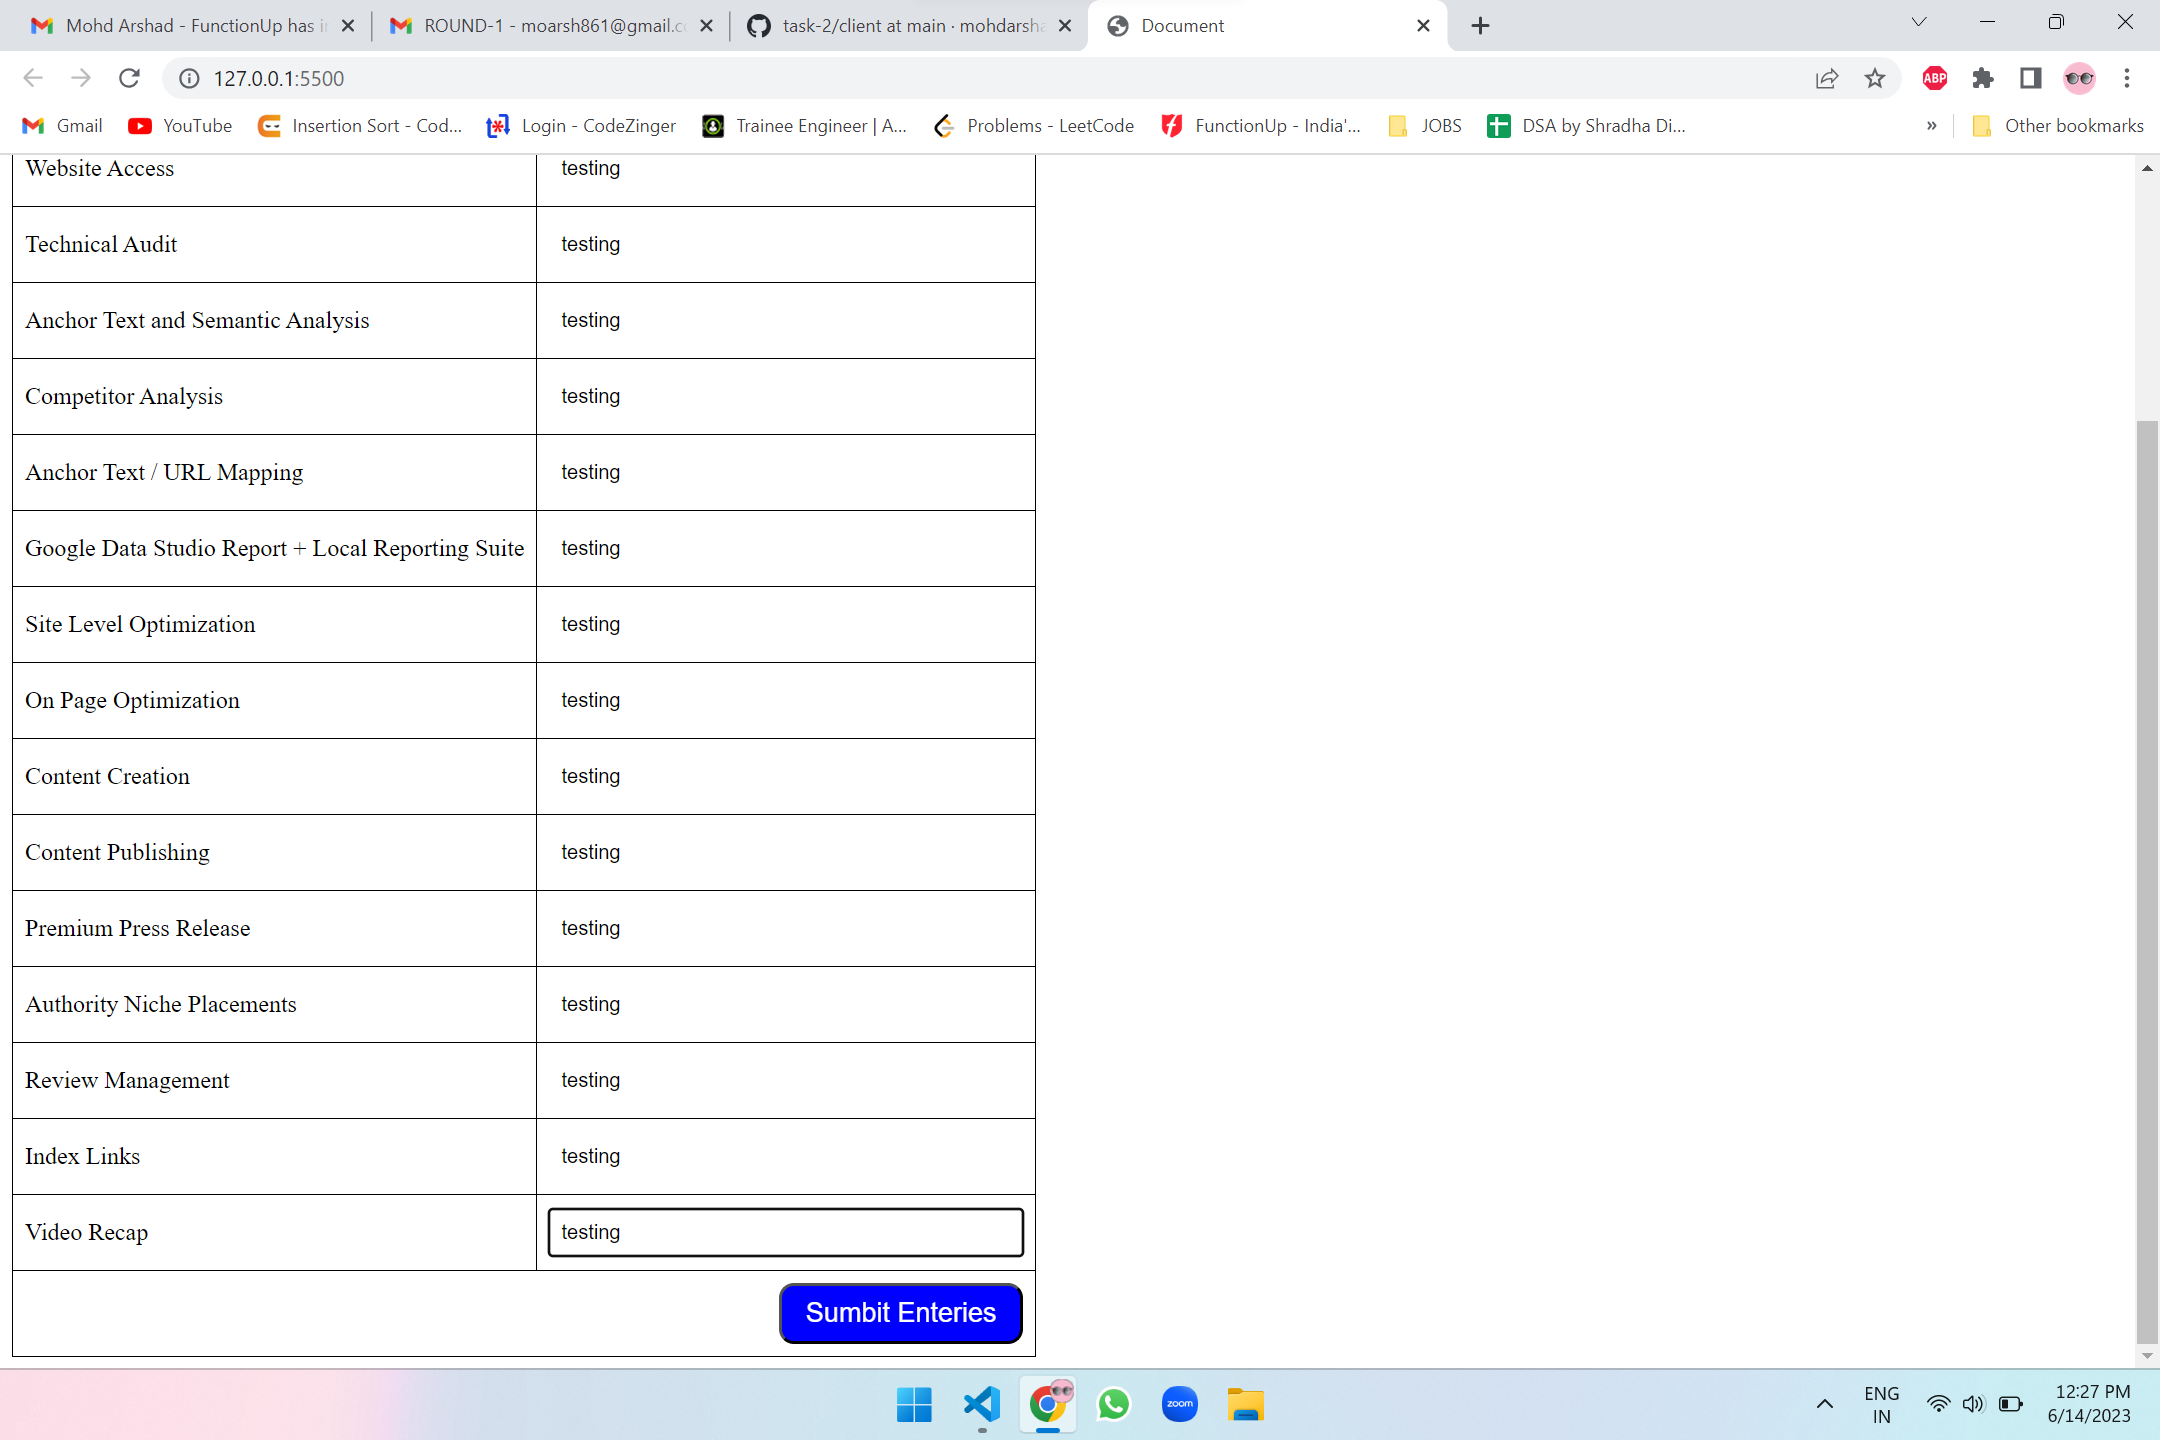 Mohd Arshad - FunctionUp has i
ROUND-1 - moarsh861@gmail.c
task-2/client at main · mohdarsha
Document
127.0.0.1:5500
ABP
Gmail
YouTube
Insertion Sort - Cod...
Login - CodeZinger
Trainee Engineer | A...
Problems - LeetCode
FunctionUp - India'...
JOBS
DSA by Shradha Di...
»
Other bookmarks
Website Access testing
Technical Audit testing
Anchor Text and Semantic Analysis testing
Competitor Analysis testing
Anchor Text / URL Mapping testing
Google Data Studio Report + Local Reporting Suite testing
Site Level Optimization testing
On Page Optimization testing
Content Creation testing
Content Publishing testing
Premium Press Release testing
Authority Niche Placements testing
Review Management testing
Index Links testing
Video Recap testing
Sumbit Enteries
zoom
ENG
IN
12:27 PM
6/14/2023